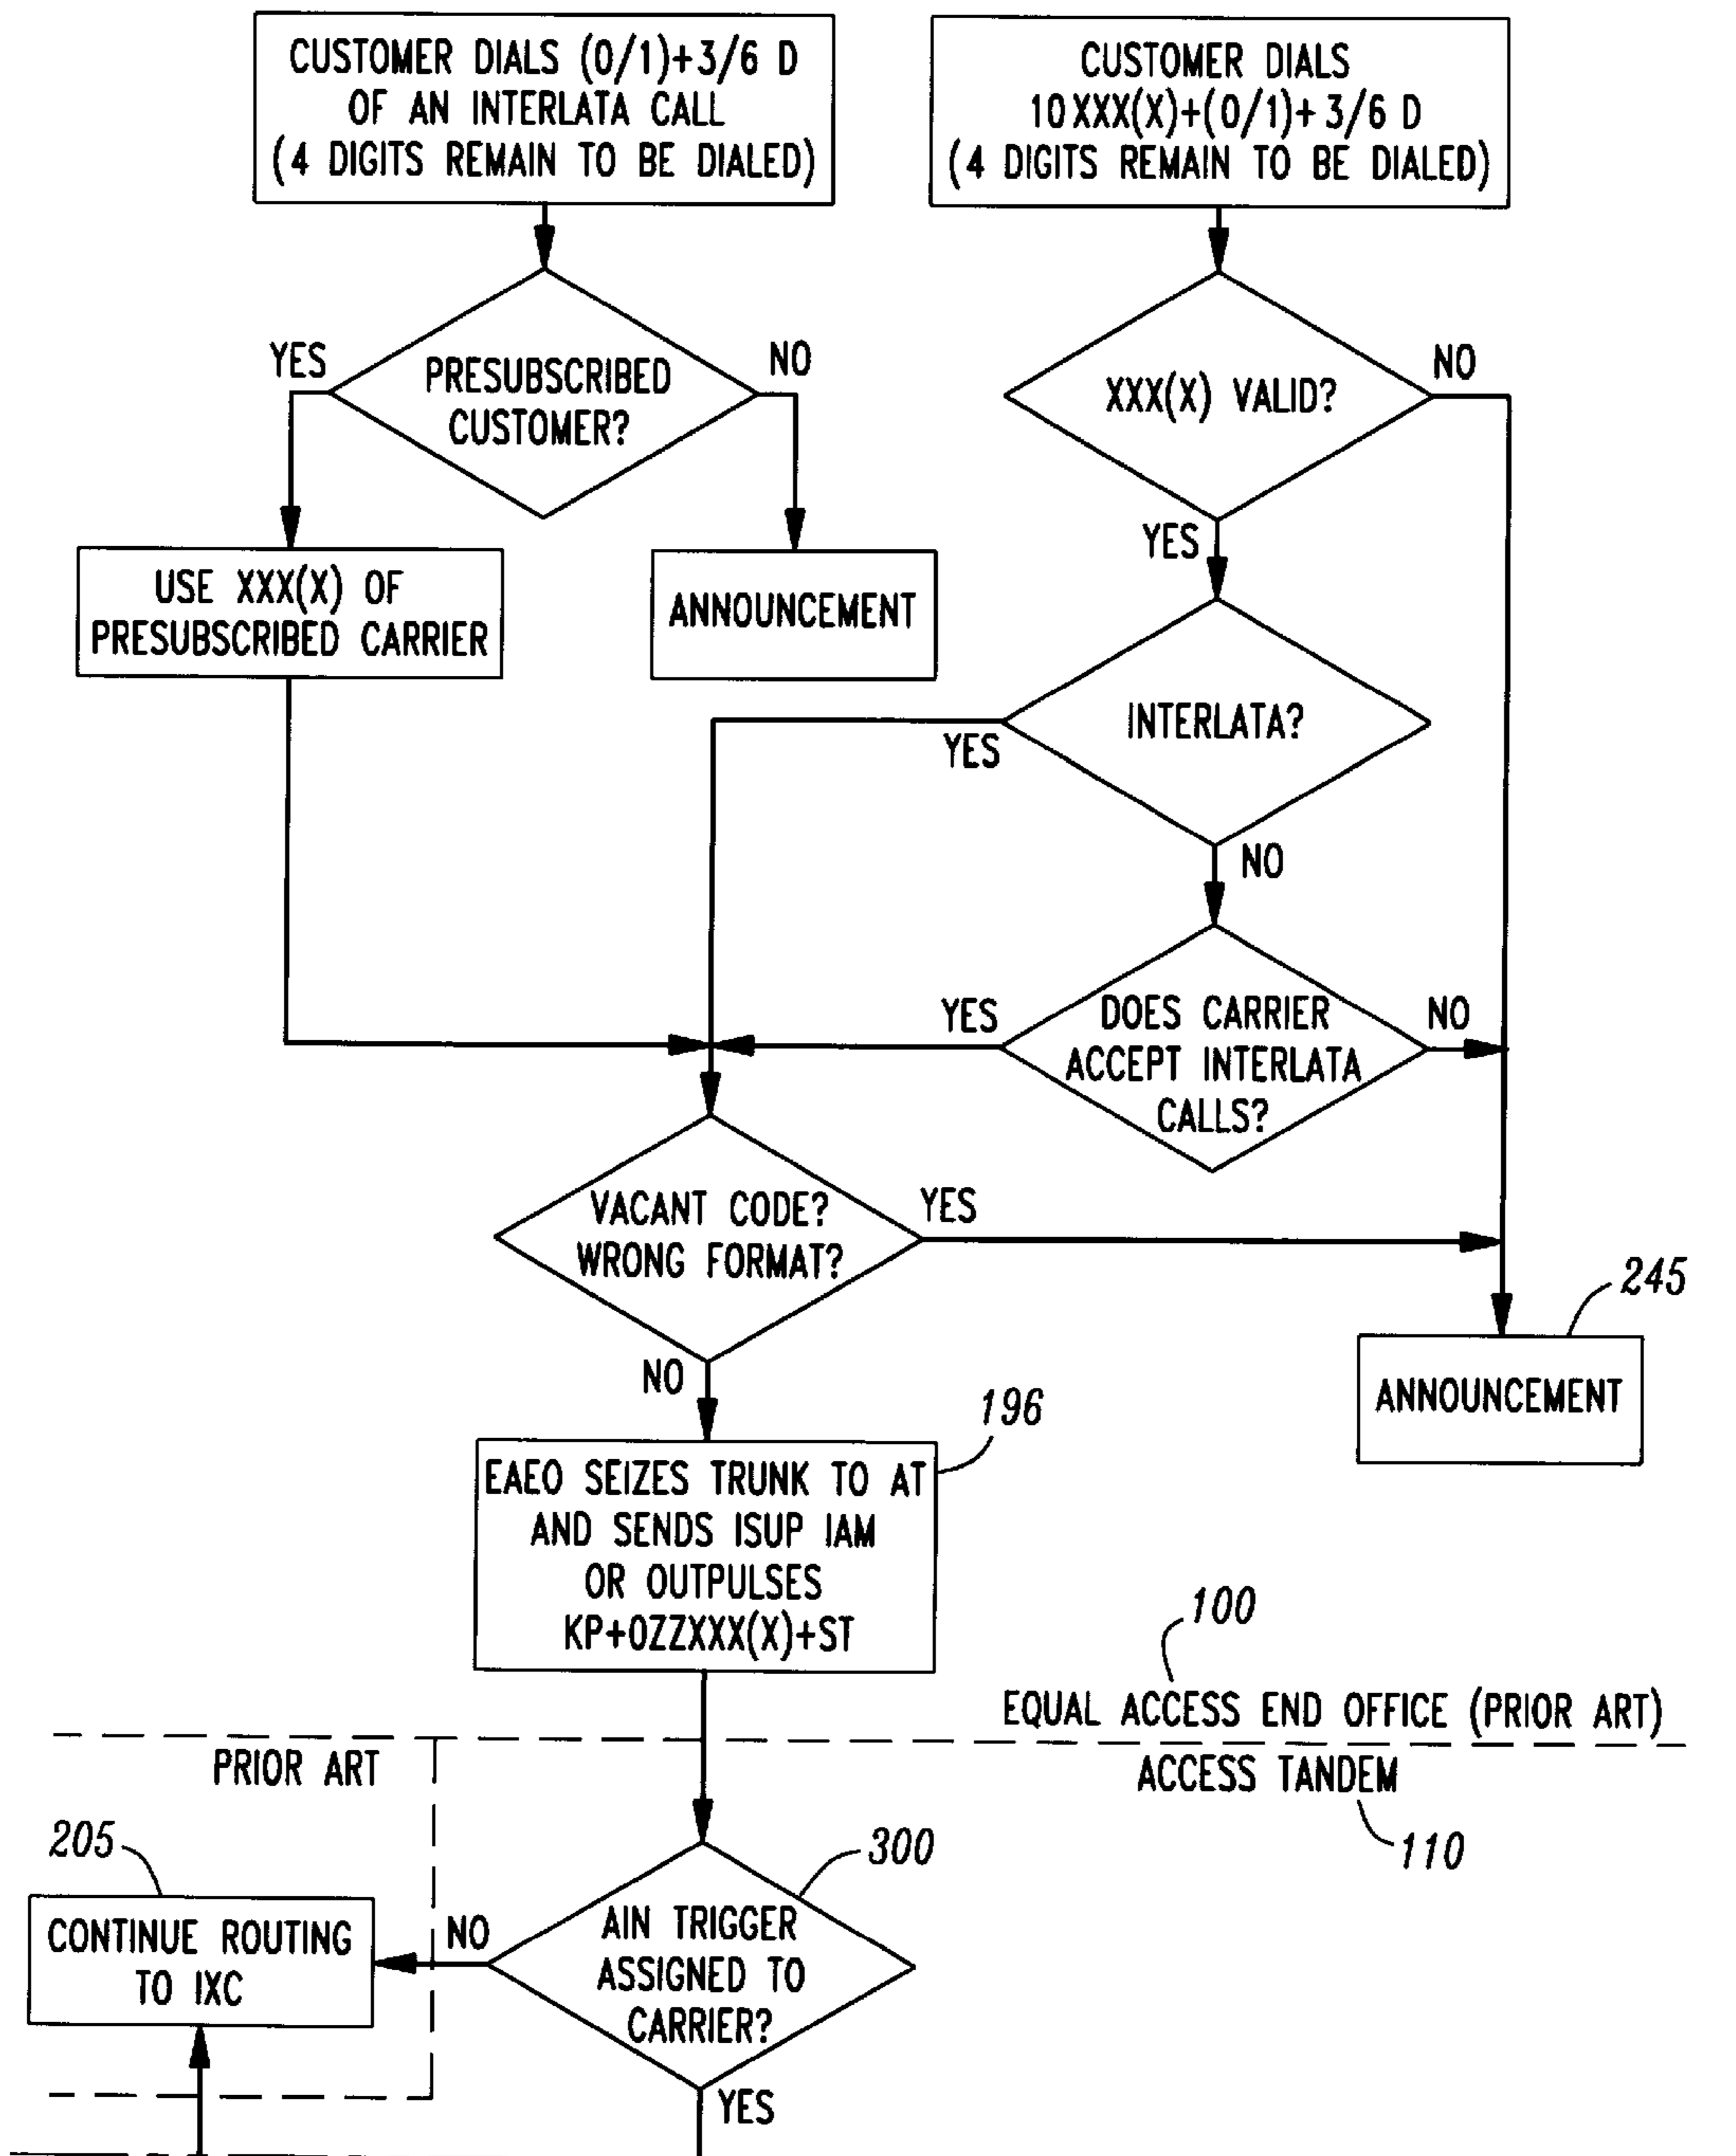 CUSTOMER DIALS (0/1)+3/6 D
OF AN INTERLATA CALL
(4 DIGITS REMAIN TO BE DIALED)
CUSTOMER DIALS
10XXX(X)+(0/1)+3/6 D
(4 DIGITS REMAIN TO BE DIALED)
YES
PRESUBSCRIBED
CUSTOMER?
NO
XXX(X) VALID?
NO
YES
USE XXX(X) OF
PRESUBSCRIBED CARRIER
ANNOUNCEMENT
INTERLATA?
YES
NO
YES
DOES CARRIER
ACCEPT INTERLATA
CALLS?
NO
VACANT CODE?
WRONG FORMAT?
YES
NO
245
ANNOUNCEMENT
196
EAEO SEIZES TRUNK TO AT
AND SENDS ISUP IAM
OR OUTPULSES
KP+0ZZXXX(X)+ST
100
EQUAL ACCESS END OFFICE (PRIOR ART)
PRIOR ART
ACCESS TANDEM
110
205
300
CONTINUE ROUTING
TO IXC
NO
AIN TRIGGER
ASSIGNED TO
CARRIER?
YES